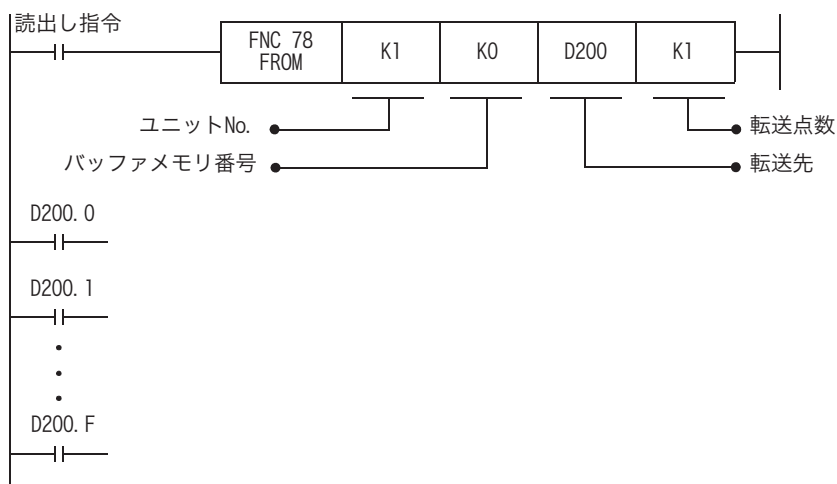 読出し指令
FNC 78
FROM
K1
K0
D200
K1
ユニットNo.
転送点数
バッファメモリ番号
転送先
D200.0
D200.1
D200.F